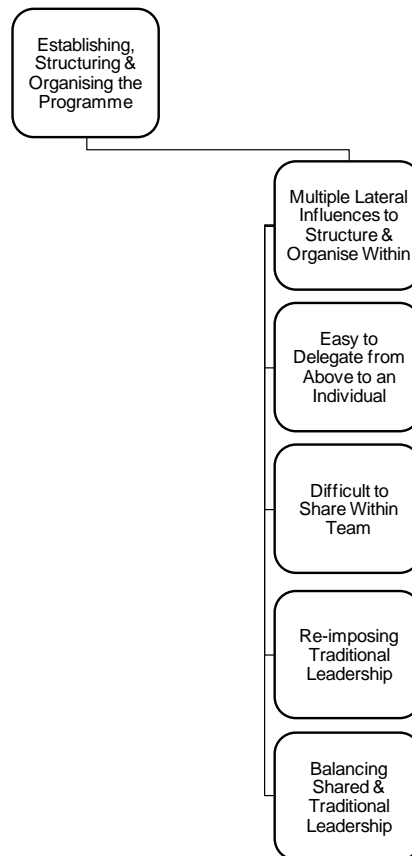 Establishing,
Structuring &
Organising the
Programme
Multiple Lateral
Influences to
Structure &
Organise Within
Easy to
Delegate from
Above to an
Individual
Difficult to
Share Within
Team
Re-imposing
Traditional
Leadership
Balancing
Shared &
Traditional
Leadership